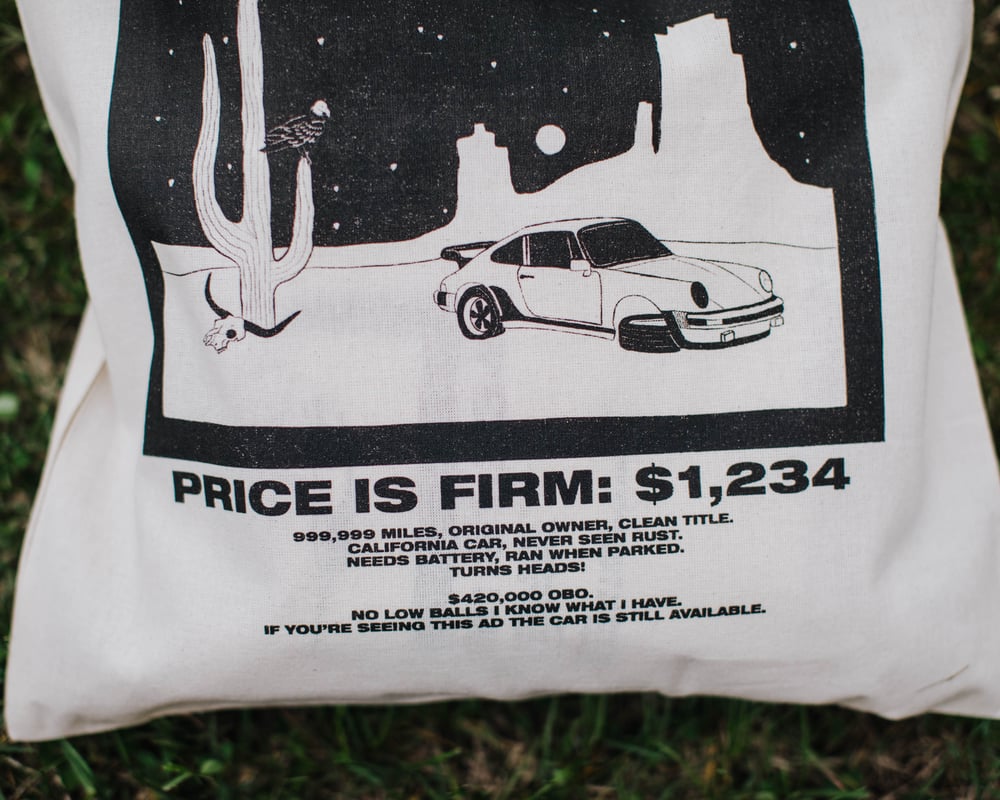 PRICE IS FIRM: $1,234
999,999 MILES, ORIGINAL OWNER, CLEAN TITLE.
CALIFORNIA CAR, NEVER SEEN RUST.
NEEDS BATTERY, RAN WHEN PARKED.
TURNS HEADS!
$420,000 OBO.
NO LOW BALLS I KNOW WHAT I HAVE.
IF YOU'RE SEEING THIS AD THE CAR IS STILL AVAILABLE.